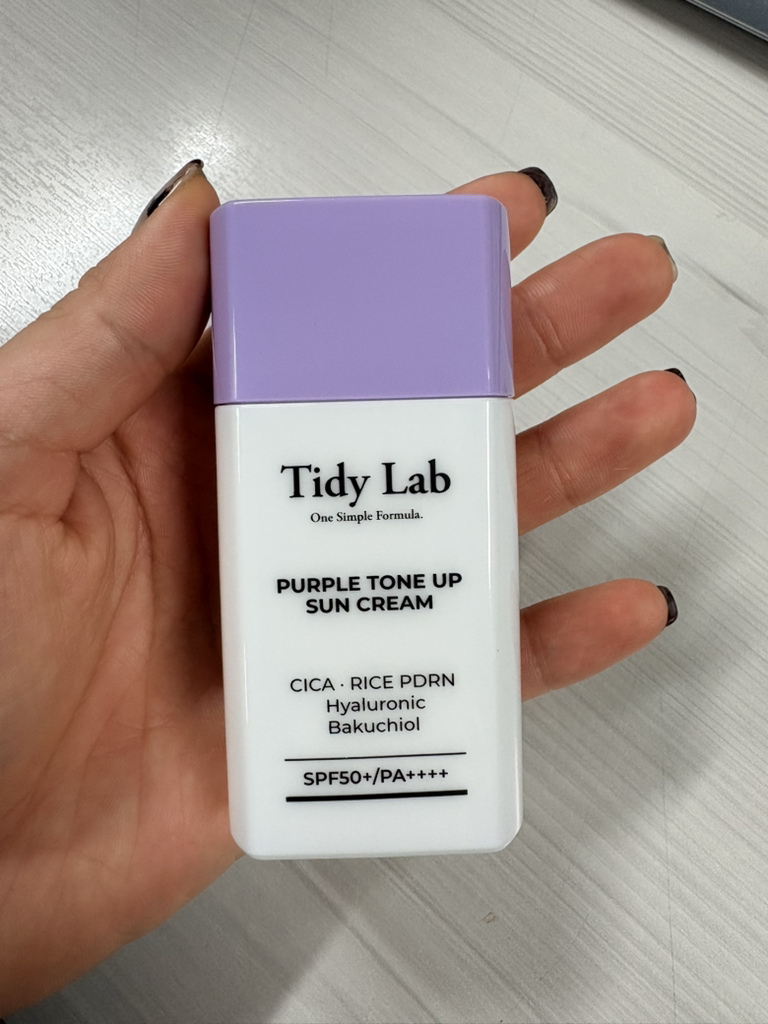 Tidy Lab
One Simple Formula.
PURPLE TONE UP
SUN CREAM
CICA · RICE PDRN
Hyaluronic
Bakuchiol
SPF50+/PA++++